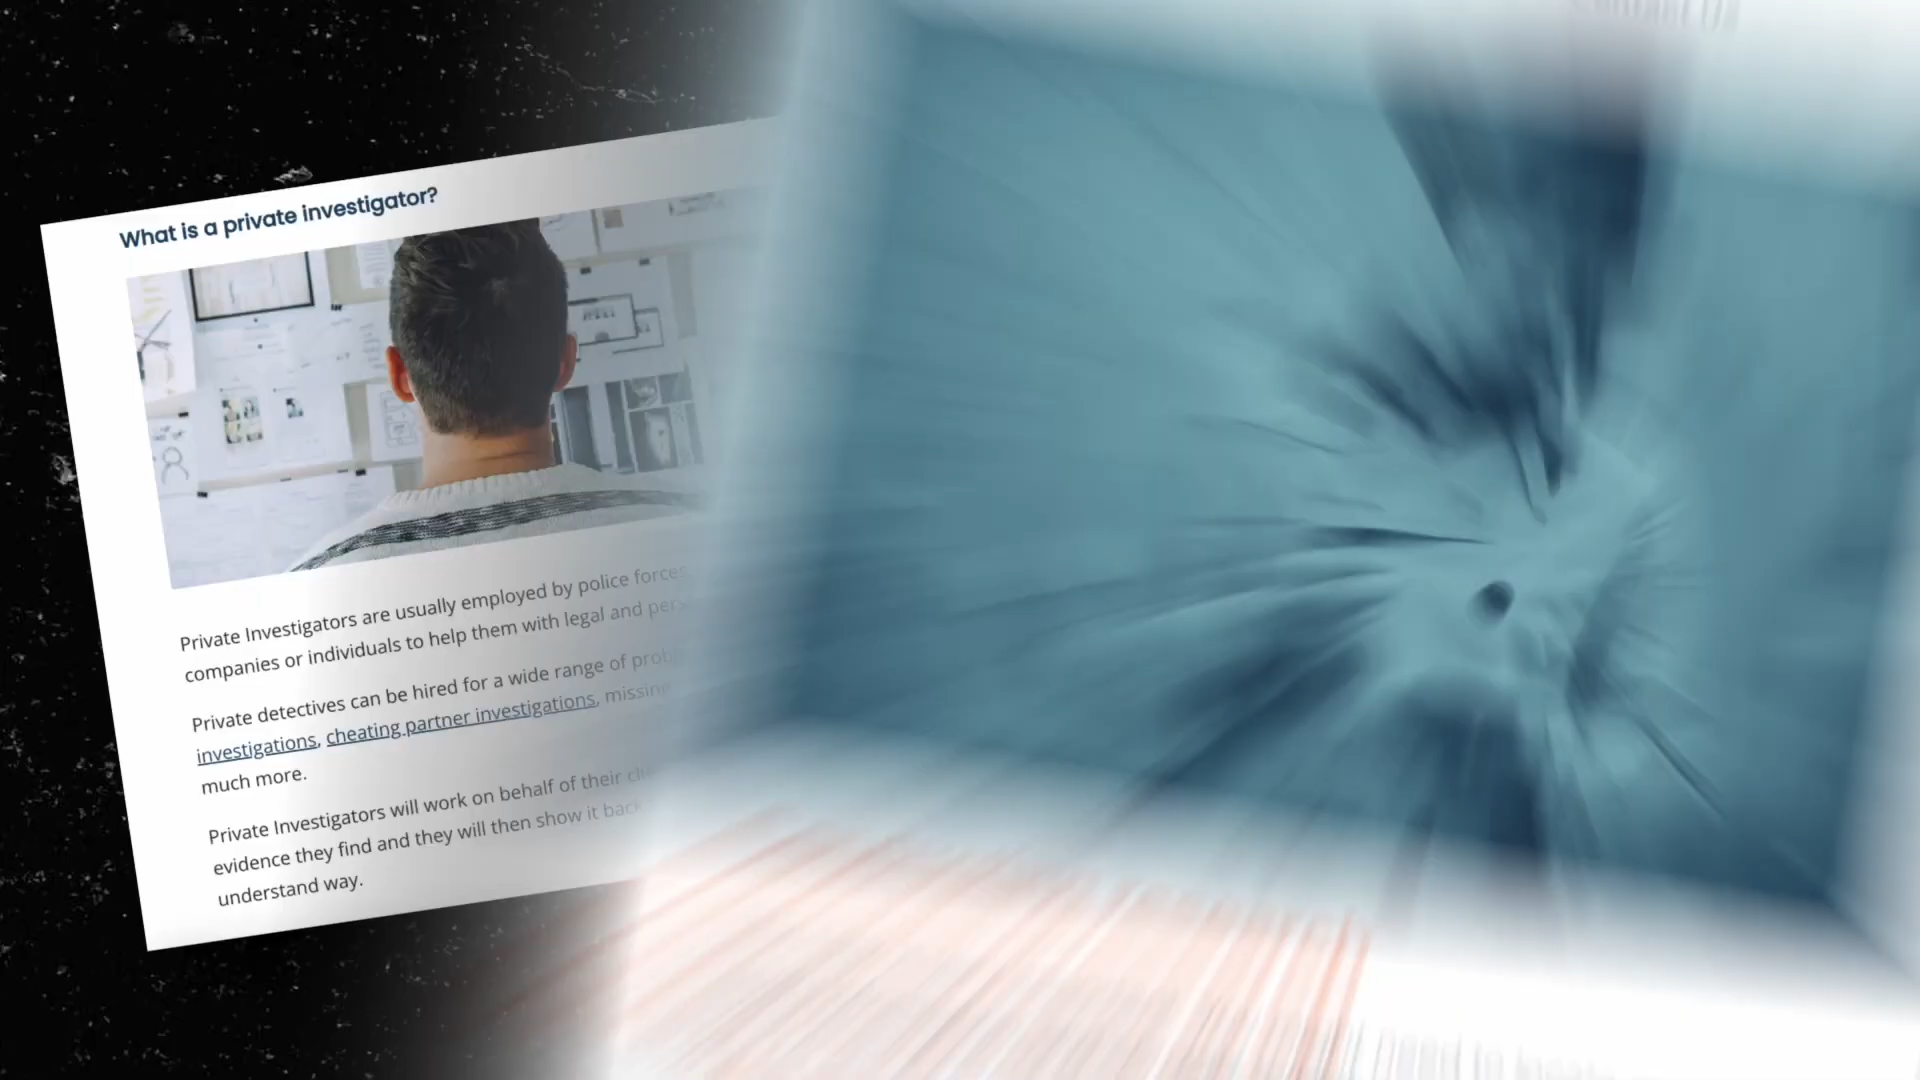 What is a private investigator?
Private Investigators are usually employed by police forces
companies or individuals to help them with legal and
Private detectives can be hired for a wide range of
investigations, cheating partner investigations, missing
much more.
Private Investigators will work on behalf of their
evidence they find and they will then show it back
understand way.